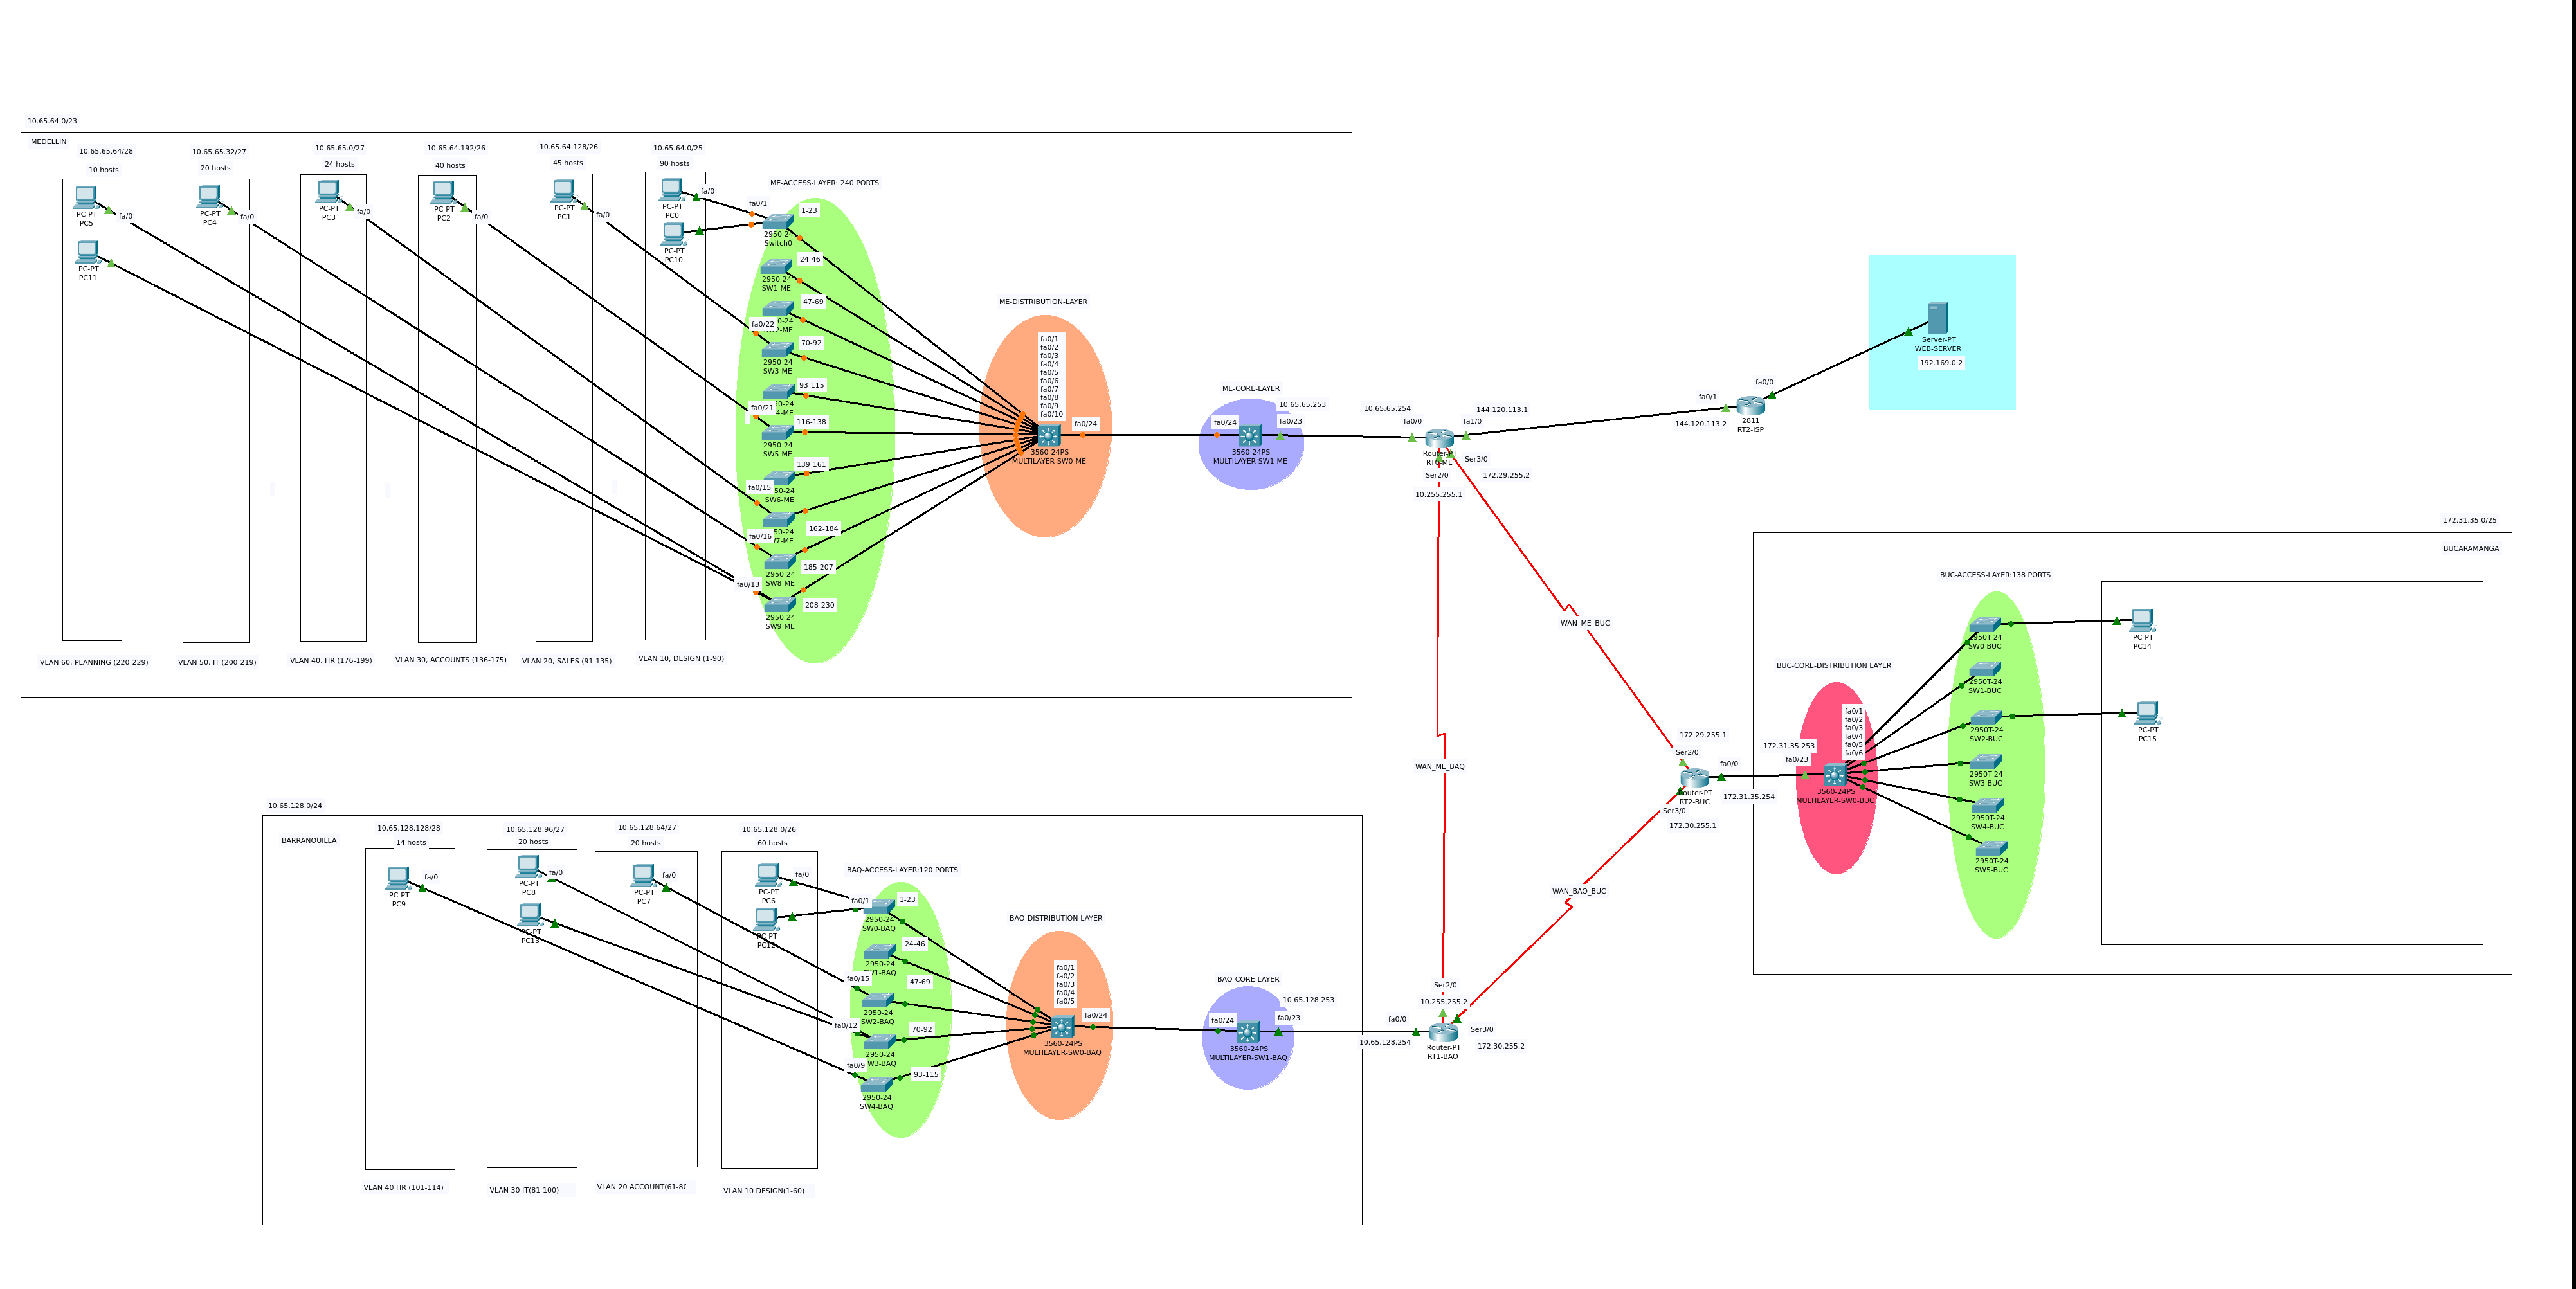 10.65.64.0/23
MEDELLIN
10.65.65.64/28
10 hosts
10.65.65.32/27
20 hosts
10.65.65.0/27
24 hosts
10.65.64.192/26
40 hosts
10.65.64.128/26
45 hosts
10.65.64.0/25
90 hosts
PC-PT
PC5
fa/0
PC-PT
PC11
PC-PT
PC4
fa/0
PC-PT
PC3
fa/0
PC-PT
PC2
fa/0
PC-PT
PC1
fa/0
PC-PT
PC0
fa/0
PC-PT
PC10
VLAN 60, PLANNING (220-229)
VLAN 50, IT (200-219)
VLAN 40, HR (176-199)
VLAN 30, ACCOUNTS (136-175)
VLAN 20, SALES (91-135)
VLAN 10, DESIGN (1-90)
ME-ACCESS-LAYER: 240 PORTS
fa0/1
1-23
2950-24
Switch0
24-46
2950-24
SW1-ME
47-69
fa0/22
70-92
2950-24
SW3-ME
93-115
fa0/21
116-138
2950-24
SW5-ME
139-161
fa0/15
SW6-ME
162-184
fa0/16
2950-24
SW8-ME
185-207
fa0/13
208-230
2950-24
SW9-ME
ME-DISTRIBUTION-LAYER
fa0/1
fa0/2
fa0/3
fa0/4
fa0/5
fa0/6
fa0/7
fa0/8
fa0/9
fa0/10
fa0/24
3560-24PS
MULTILAYER-SW0-ME
ME-CORE-LAYER
10.65.65.253
fa0/24
fa0/23
3560-24PS
MULTILAYER-SW1-ME
10.65.65.254
fa0/0
144.120.113.1
fa1/0
Router-PT
RT0-ME
Ser2/0
10.255.255.1
Ser3/0
172.29.255.2
fa0/1
144.120.113.2
fa0/0
2811
RT2-ISP
Server-PT
WEB-SERVER
192.169.0.2
WAN_ME_BUC
WAN_ME_BAQ
WAN_BAQ_BUC
172.31.35.0/25
BUCARAMANGA
BUC-ACCESS-LAYER:138 PORTS
2950T-24
SW0-BUC
2950T-24
SW1-BUC
2950T-24
SW2-BUC
2950T-24
SW3-BUC
2950T-24
SW4-BUC
2950T-24
SW5-BUC
PC-PT
PC14
PC-PT
PC15
BUC-CORE-DISTRIBUTION LAYER
fa0/1
fa0/2
fa0/3
fa0/4
fa0/5
fa0/6
172.31.35.253
fa0/23
3560-24PS
MULTILAYER-SW0-BUC
172.29.255.1
Ser2/0
fa0/0
RT2-BUC
172.31.35.254
Ser3/0
172.30.255.1
10.65.128.0/24
BARRANQUILLA
10.65.128.128/28
14 hosts
10.65.128.96/27
20 hosts
10.65.128.64/27
20 hosts
10.65.128.0/26
60 hosts
PC-PT
PC9
fa/0
PC-PT
PC8
fa/0
PC-PT
PC13
PC-PT
PC7
fa/0
PC-PT
PC6
fa/0
PC-PT
PC12
VLAN 40 HR (101-114)
VLAN 30 IT(81-100)
VLAN 20 ACCOUNT(61-80
VLAN 10 DESIGN(1-60)
BAQ-ACCESS-LAYER:120 PORTS
fa0/1
1-23
2950-24
SW0-BAQ
24-46
2950-24
fa0/15
47-69
2950-24
SW2-BAQ
fa0/12
70-92
2950-24
SW3-BAQ
fa0/9
93-115
2950-24
SW4-BAQ
BAQ-DISTRIBUTION-LAYER
fa0/1
fa0/2
fa0/3
fa0/4
fa0/5
fa0/24
3560-24PS
MULTILAYER-SW0-BAQ
BAQ-CORE-LAYER
10.65.128.253
fa0/24
fa0/23
3560-24PS
MULTILAYER-SW1-BAQ
fa0/0
10.65.128.254
Ser2/0
10.255.255.2
Router-PT
RT1-BAQ
Ser3/0
172.30.255.2